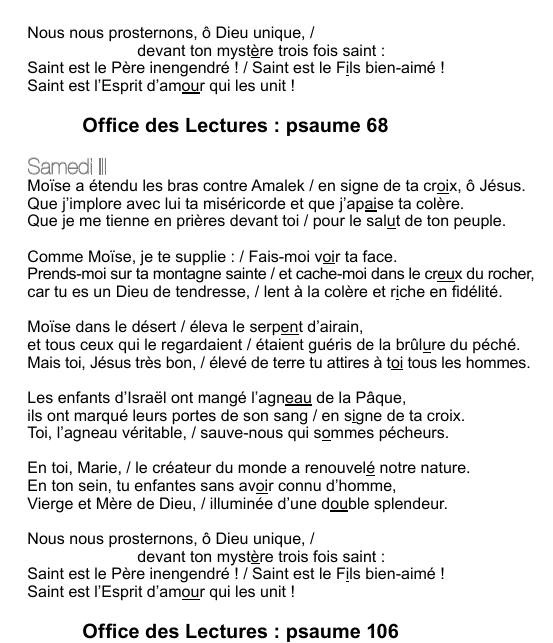 Nous nous prosternons, ô Dieu unique, /
devant ton mystère trois fois saint :
Saint est le Père inengendré ! / Saint est le Fils bien-aimé !
Saint est l’Esprit d’amour qui les unit !
Office des Lectures : psaume 68
Samedi III
Moïse a étendu les bras contre Amalek / en signe de ta croix, ô Jésus.
Que j’implore avec lui ta miséricorde et que j’apaise ta colère.
Que je me tienne en prières devant toi / pour le salut de ton peuple.
Comme Moïse, je te supplie : / Fais-moi voir ta face.
Prends-moi sur ta montagne sainte / et cache-moi dans le creux du rocher,
car tu es un Dieu de tendresse, / lent à la colère et riche en fidélité.
Moïse dans le désert / éleva le serpent d’airain,
et tous ceux qui le regardaient / étaient guéris de la brûlure du péché.
Mais toi, Jésus très bon, / élevé de terre tu attires à toi tous les hommes.
Les enfants d’Israël ont mangé l’agneau de la Pâque,
ils ont marqué leurs portes de son sang / en signe de ta croix.
Toi, l’agneau véritable, / sauve-nous qui sommes pécheurs.
En toi, Marie, / le créateur du monde a renouvelé notre nature.
En ton sein, tu enfantes sans avoir connu d’homme,
Vierge et Mère de Dieu, / illuminée d’une double splendeur.
Nous nous prosternons, ô Dieu unique, /
devant ton mystère trois fois saint :
Saint est le Père inengendré ! / Saint est le Fils bien-aimé !
Saint est l’Esprit d’amour qui les unit !
Office des Lectures : psaume 106